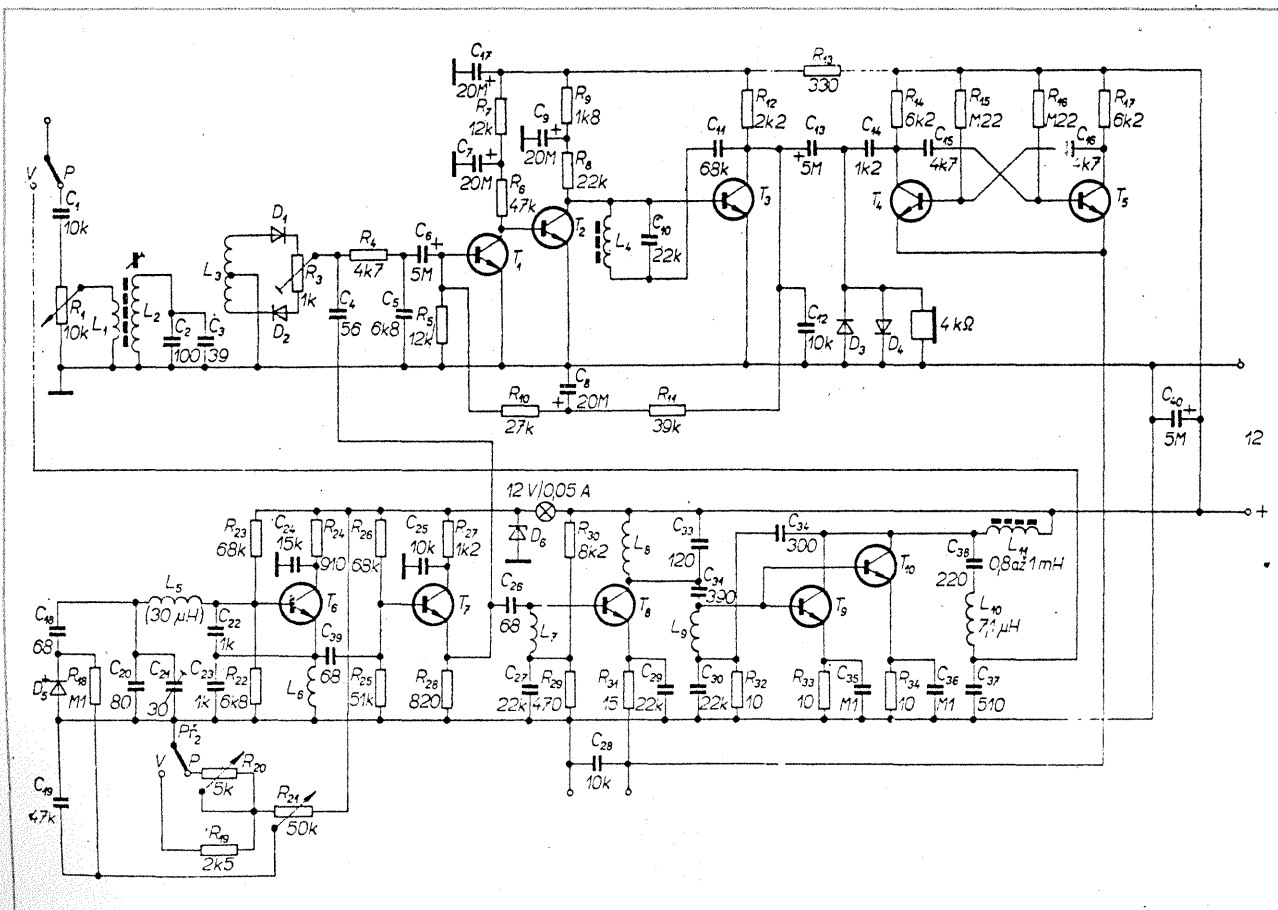 C17
20M
+
R7
12k
C7
20M
+
R6
47k
R9
1k8
C9
20M
+
R8
22k
R12
2k2
R13
330
R14
6k2
R15
M22
R16
M22
R17
6k2
C11
68k
C13
5M
+
C14
1k2
C15
4k7
C16
4k7
V
P
C1
10k
R1
10k
L1
L2
L3
C2
100
C3
39
D1
D2
R3
1k
R4
4k7
C4
56
C5
6k8
C6
5M
+
R5
12k
T1
T2
L4
C10
22k
T3
T4
T5
C12
10k
D3
D4
4kΩ
C8
20M
+
R10
27k
R11
39k
C40
5M
+
12
+
12 V/0,05 A
R23
68k
C24
15k
R24
910
R26
68k
C25
10k
R27
1k2
D6
R30
8k2
L8
C33
120
C34
300
L11
0,8 až 1 mH
C38
220
L10
7,1 µH
T10
T9
L5
(30 µH)
C18
68
C22
1k
T6
T7
C26
68
L7
T8
C31
390
L9
D5
+
R18
M1
C20
80
C21
30
C23
1k
R22
6k8
L6
C39
68
R25
51k
R28
820
C27
22k
R29
470
R31
15
C29
22k
C30
22k
R32
10
R33
10
C35
M1
R34
10
C36
M1
C37
510
Př2
V
P
R20
5k
R21
50k
R19
2k5
C19
47k
C28
10k